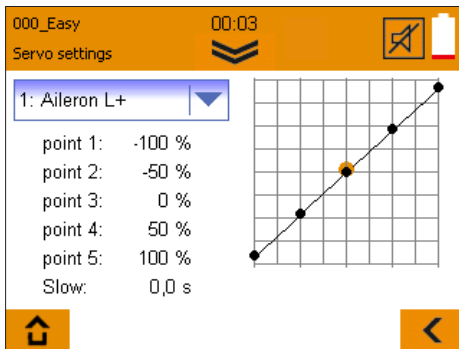 000_Easy 00:03
Servo settings
1: Aileron L+
point 1: -100 %
point 2: -50 %
point 3: 0 %
point 4: 50 %
point 5: 100 %
Slow: 0,0 s